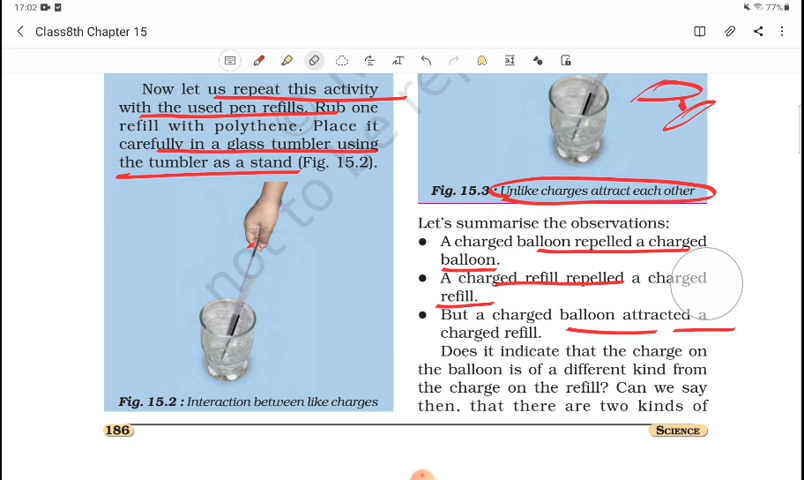 17:02
77%
Class8th Chapter 15
Now let us repeat this activity
with the used pen refills. Rub one
refill with polythene. Place it
carefully in a glass tumbler using
the tumbler as a stand (Fig. 15.2).
not to be re
Fig. 15.2 : Interaction between like charges
Fig. 15.3 : Unlike charges attract each other
Let's summarise the observations:
● A charged balloon repelled a charged
balloon.
● A charged refill repelled a charged
refill.
● But a charged balloon attracted a
charged refill.
Does it indicate that the charge on
the balloon is of a different kind from
the charge on the refill? Can we say
then, that there are two kinds of
186
SCIENCE